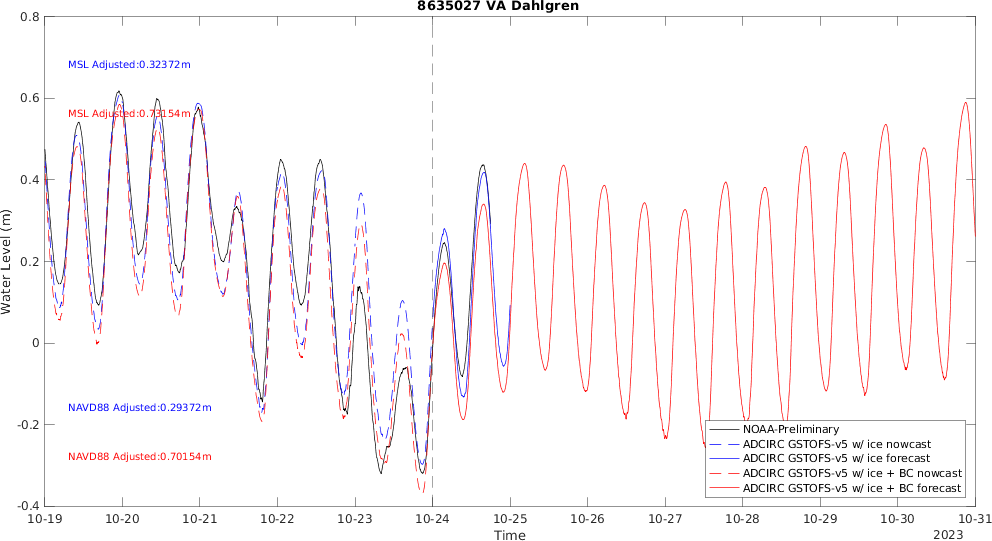 8635027 VA Dahlgren
Water Level (m)
0.8
0.6
0.4
0.2
0
-0.2
-0.4
MSL Adjusted:0.32372m
MSL Adjusted:0.73154m
NAVD88 Adjusted:0.29372m
NAVD88 Adjusted:0.70154m
NOAA-Preliminary
ADCIRC GSTOFS-v5 w/ ice nowcast
ADCIRC GSTOFS-v5 w/ ice forecast
ADCIRC GSTOFS-v5 w/ ice + BC nowcast
ADCIRC GSTOFS-v5 w/ ice + BC forecast
10-19 10-20 10-21 10-22 10-23 10-24 10-25 10-26 10-27 10-28 10-29 10-30 10-31
Time
2023